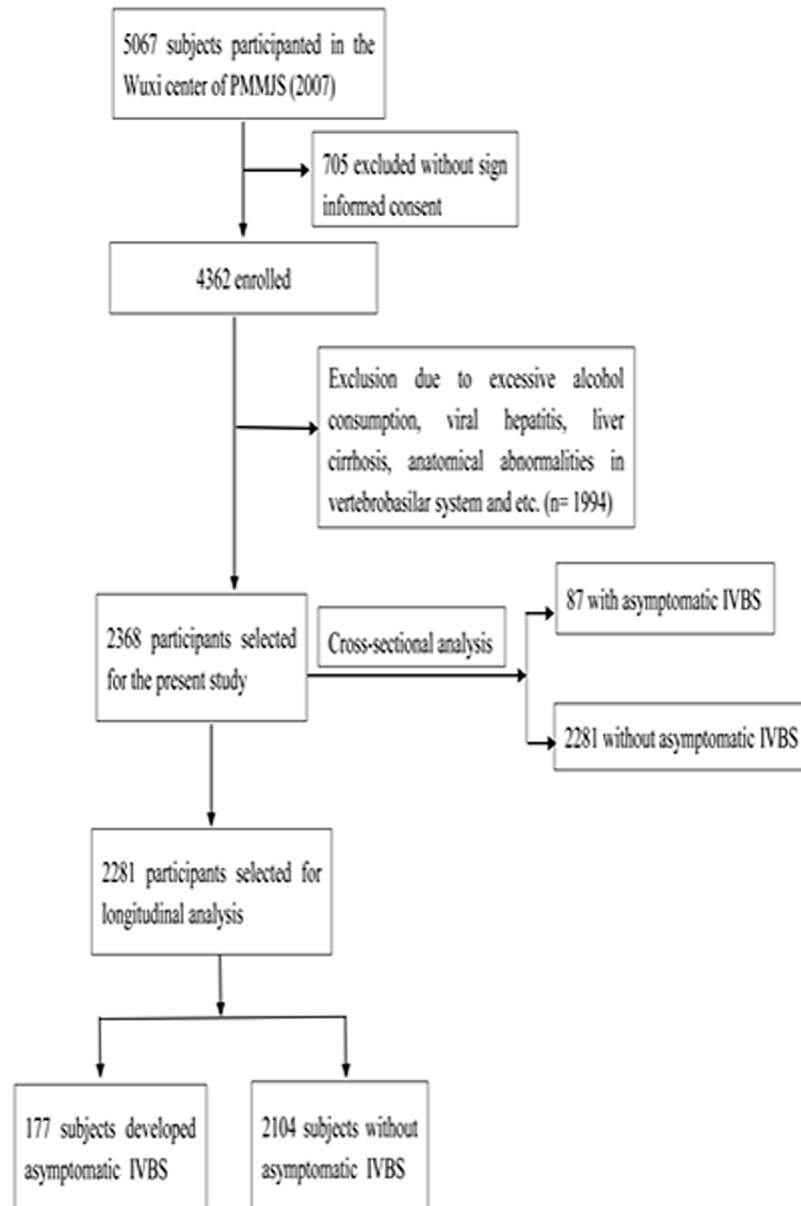 5067 subjects participanted in the
Wuxi center of PMMJS (2007)
705 excluded without sign
informed consent
4362 enrolled
Exclusion due to excessive alcohol
consumption, viral hepatitis, liver
cirrhosis, anatomical abnormalities in
vertebrobasilar system and etc. (n= 1994)
2368 participants selected
for the present study
Cross-sectional analysis
87 with asymptomatic IVBS
2281 without asymptomatic IVBS
2281 participants selected for
longitudinal analysis
177 subjects developed
asymptomatic IVBS
2104 subjects without
asymptomatic IVBS